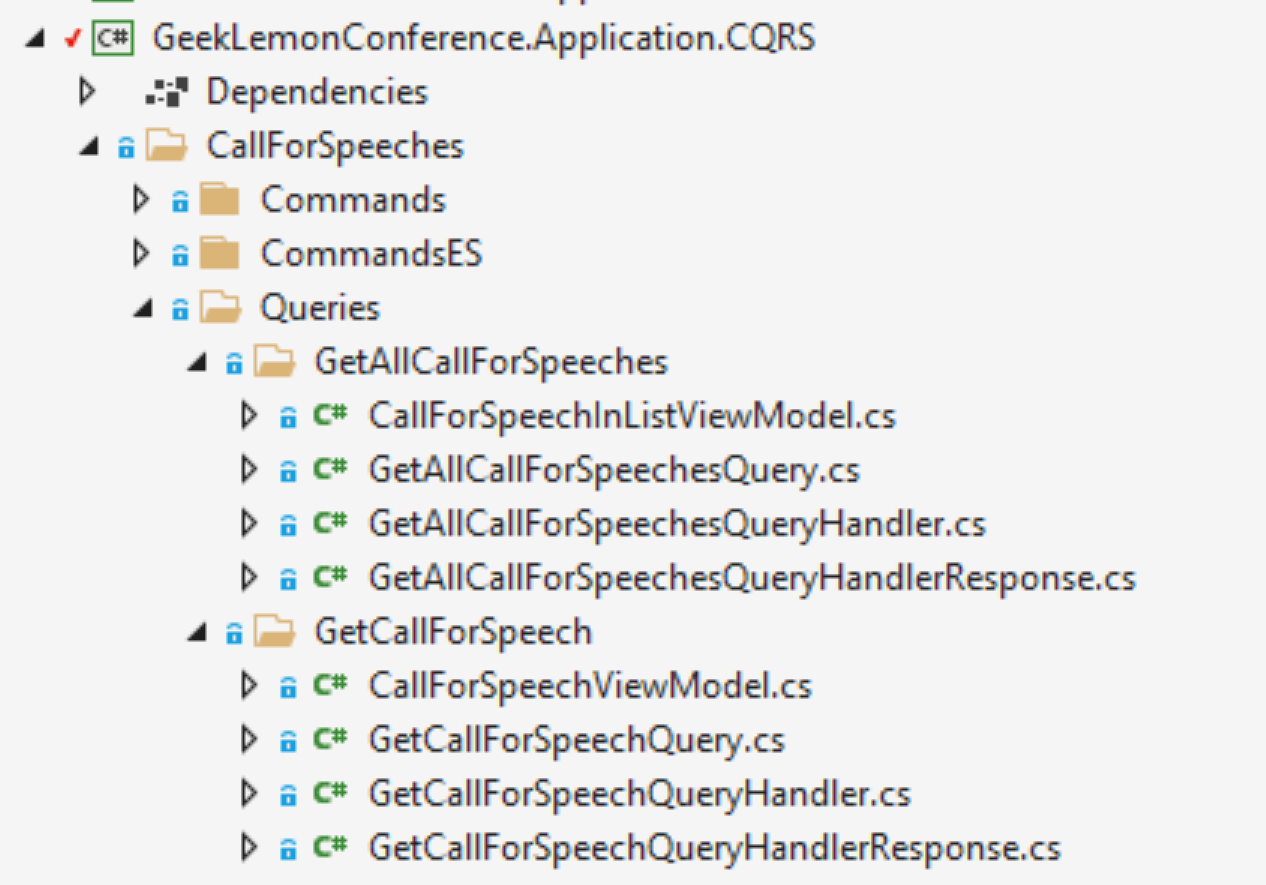 C# GeekLemonConference.Application.CQRS
Dependencies
CallForSpeeches
Commands
CommandsES
Queries
GetAllCallForSpeeches
C# CallForSpeechInListViewModel.cs
C# GetAllCallForSpeechesQuery.cs
C# GetAllCallForSpeechesQueryHandler.cs
C# GetAllCallForSpeechesQueryHandlerResponse.cs
GetCallForSpeech
C# CallForSpeechViewModel.cs
C# GetCallForSpeechQuery.cs
C# GetCallForSpeechQueryHandler.cs
C# GetCallForSpeechQueryHandlerResponse.cs